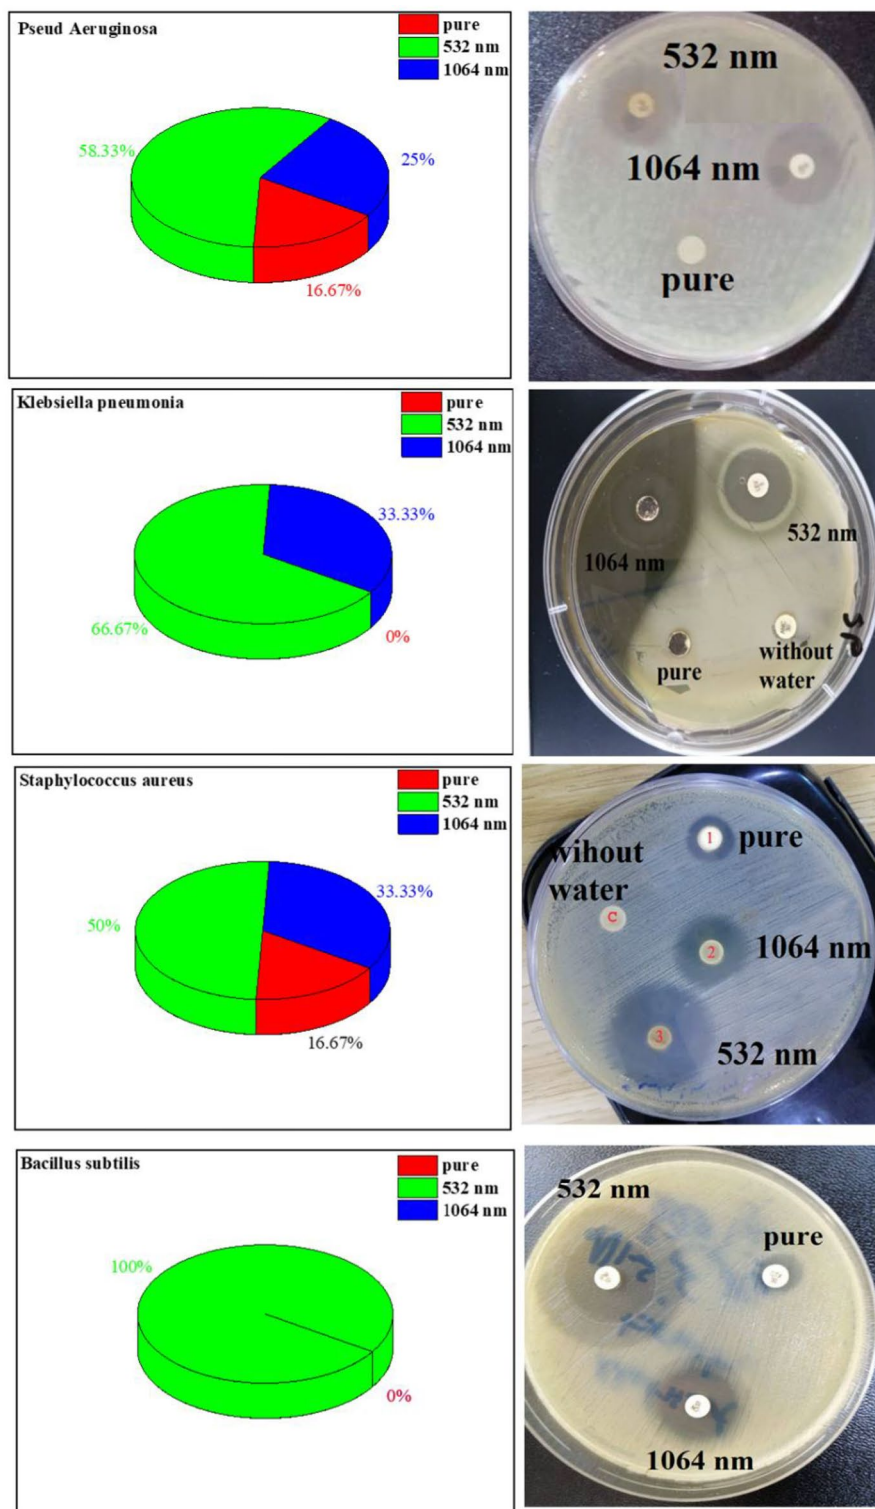 Pseud Aeruginosa
pure
532 nm
1064 nm
58.33%
25%
16.67%
532 nm
1064 nm
pure
Klebsiella pneumonia
pure
532 nm
1064 nm
33.33%
66.67%
0%
532 nm
1064 nm
pure
without
water
SP
Staphylococcus aureus
pure
532 nm
1064 nm
33.33%
50%
16.67%
1
pure
wihout
water
C
2
1064 nm
3
532 nm
Bacillus subtilis
pure
532 nm
1064 nm
100%
0%
532 nm
pure
1064 nm